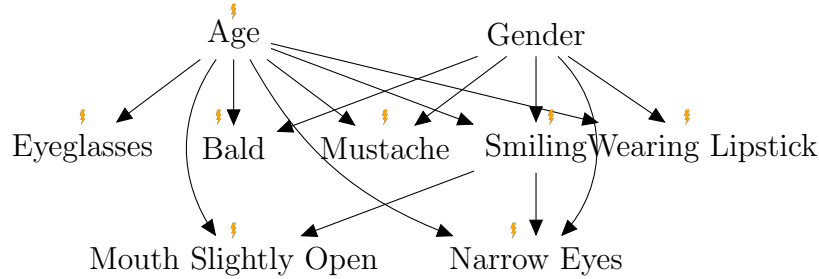 Age Gender
Eyeglasses Bald Mustache Smiling Wearing Lipstick
Mouth Slightly Open Narrow Eyes